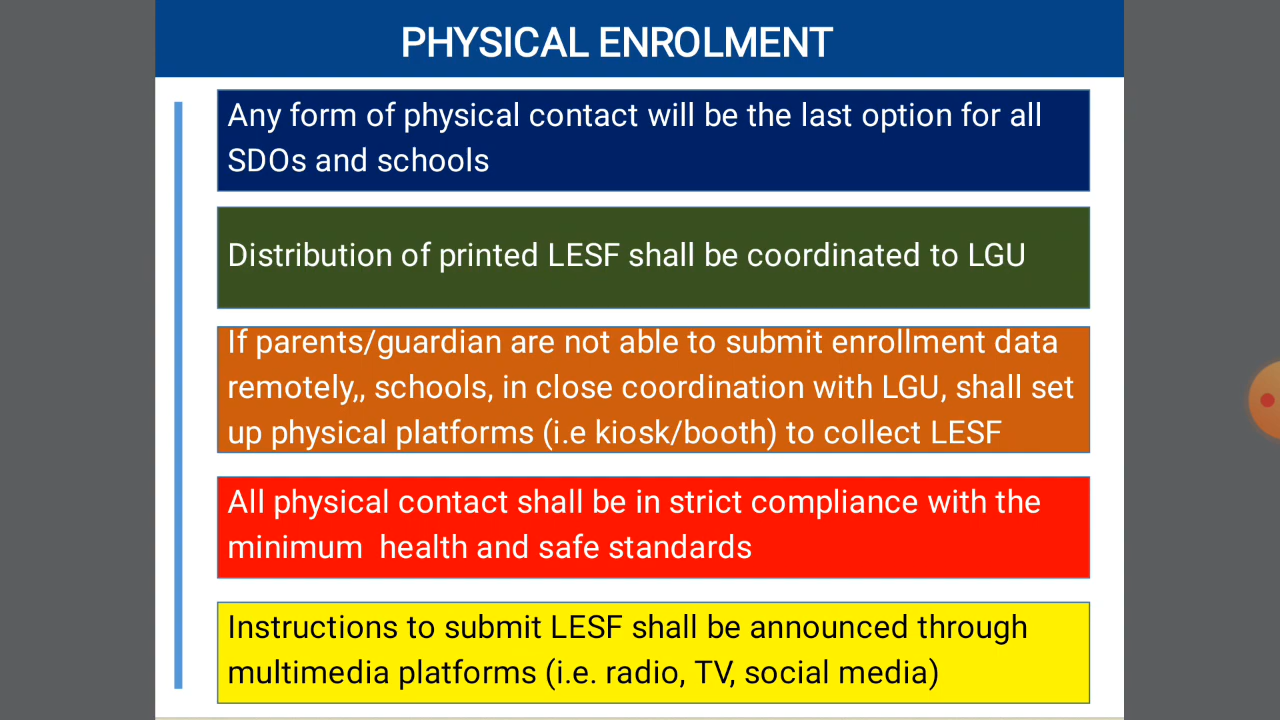 PHYSICAL ENROLMENT
Any form of physical contact will be the last option for all
SDOs and schools
Distribution of printed LESF shall be coordinated to LGU
If parents/guardian are not able to submit enrollment data
remotely,, schools, in close coordination with LGU, shall set
up physical platforms (i.e kiosk/booth) to collect LESF
All physical contact shall be in strict compliance with the
minimum  health and safe standards
Instructions to submit LESF shall be announced through
multimedia platforms (i.e. radio, TV, social media)